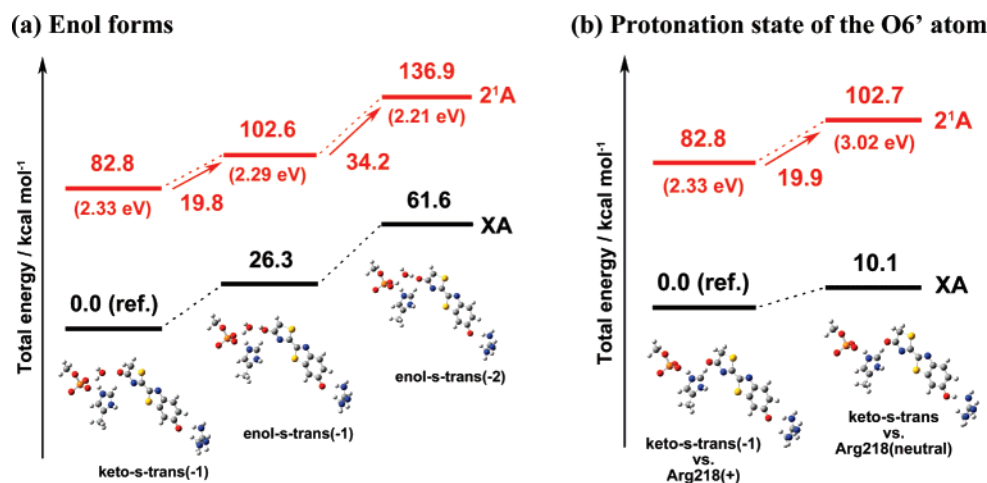 (a) Enol forms
Total energy / kcal mol⁻¹
82.8
(2.33 eV)
19.8
102.6
(2.29 eV)
34.2
136.9
(2.21 eV)
2¹A
0.0 (ref.)
26.3
61.6
XA
keto-s-trans(-1)
enol-s-trans(-1)
enol-s-trans(-2)
(b) Protonation state of the O6’ atom
Total energy / kcal mol⁻¹
82.8
(2.33 eV)
19.9
102.7
(3.02 eV)
2¹A
0.0 (ref.)
10.1
XA
keto-s-trans(-1)
vs.
Arg218(+)
keto-s-trans
vs.
Arg218(neutral)